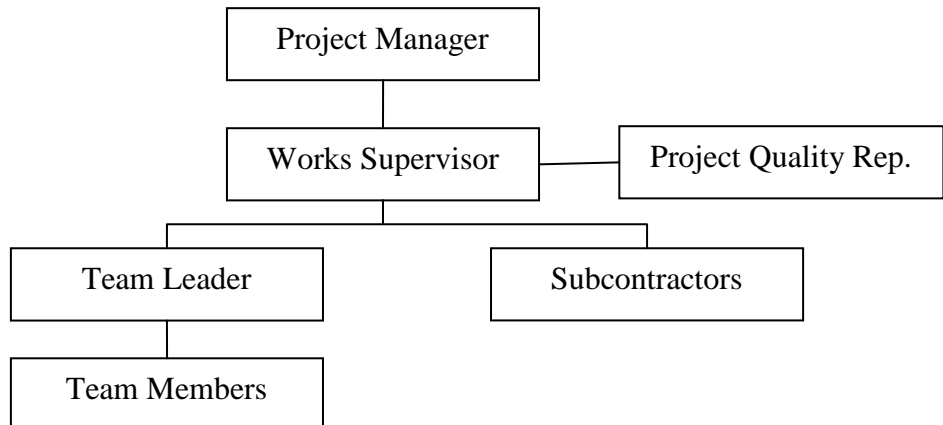 Project Manager
Works Supervisor
Project Quality Rep.
Team Leader
Subcontractors
Team Members